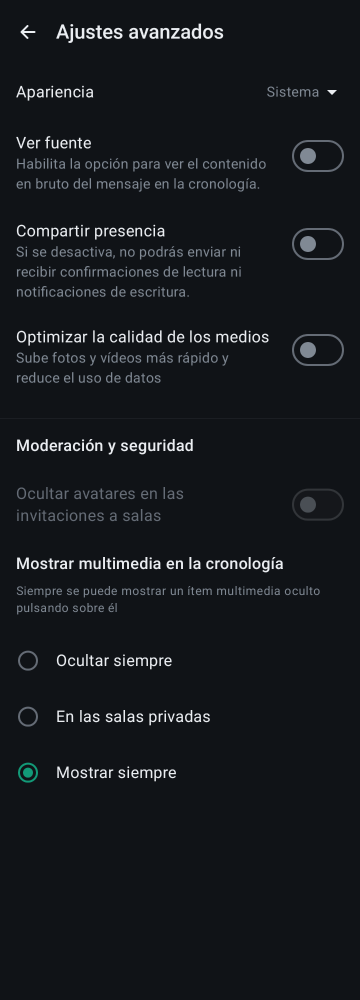 Ajustes avanzados
Apariencia
Sistema
Ver fuente
Habilita la opción para ver el contenido
en bruto del mensaje en la cronología.
Compartir presencia
Si se desactiva, no podrás enviar ni
recibir confirmaciones de lectura ni
notificaciones de escritura.
Optimizar la calidad de los medios
Sube fotos y vídeos más rápido y
reduce el uso de datos
Moderación y seguridad
Ocultar avatares en las
invitaciones a salas
Mostrar multimedia en la cronología
Siempre se puede mostrar un ítem multimedia oculto
pulsando sobre él
Ocultar siempre
En las salas privadas
Mostrar siempre